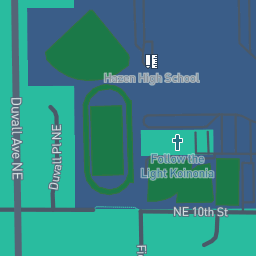 Hazen High School
Duvall Ave NE
Duvall Pl NE
Follow the
Light Koinonia
NE 10th St